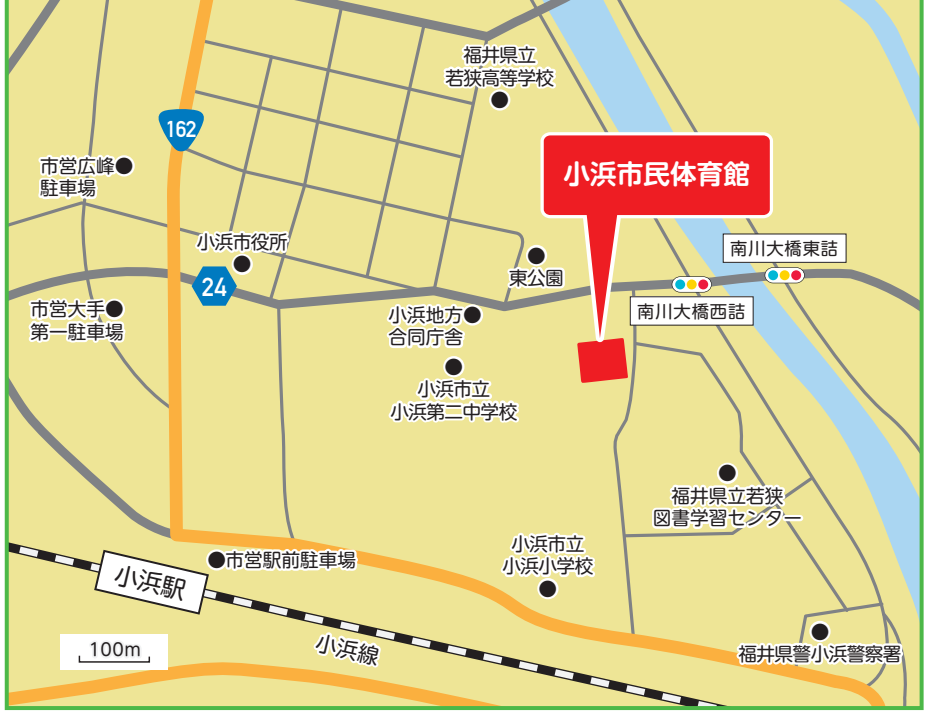 福井県立
若狭高等学校
162
市営広峰
駐車場
小浜市民体育館
小浜市役所
南川大橋東詰
東公園
24
市営大手
第一駐車場
小浜地方
合同庁舎
南川大橋西詰
小浜市立
小浜第二中学校
福井県立若狭
図書学習センター
小浜市立
小浜小学校
市営駅前駐車場
小浜駅
100m
小浜線
福井県警小浜警察署